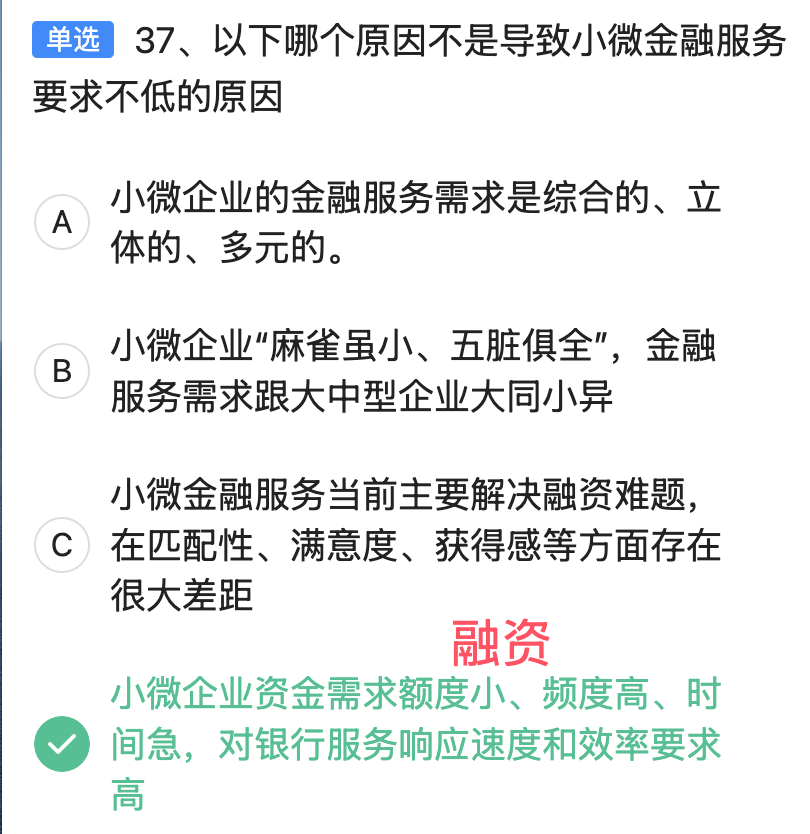 单选 37、以下哪个原因不是导致小微金融服务
要求不低的原因
A 小微企业的金融服务需求是综合的、立
体的、多元的。
B 小微企业“麻雀虽小、五脏俱全”，金融
服务需求跟大中型企业大同小异
C 小微金融服务当前主要解决融资难题，
在匹配性、满意度、获得感等方面存在
很大差距
融资
小微企业资金需求额度小、频度高、时
间急，对银行服务响应速度和效率要求
高